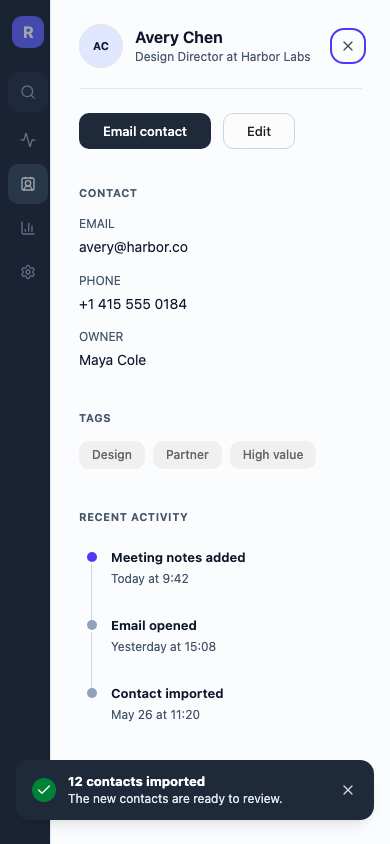 R
AC
Avery Chen
Design Director at Harbor Labs
Email contact
Edit
CONTACT
EMAIL
avery@harbor.co
PHONE
+1 415 555 0184
OWNER
Maya Cole
TAGS
Design
Partner
High value
RECENT ACTIVITY
Meeting notes added
Today at 9:42
Email opened
Yesterday at 15:08
Contact imported
May 26 at 11:20
12 contacts imported
The new contacts are ready to review.